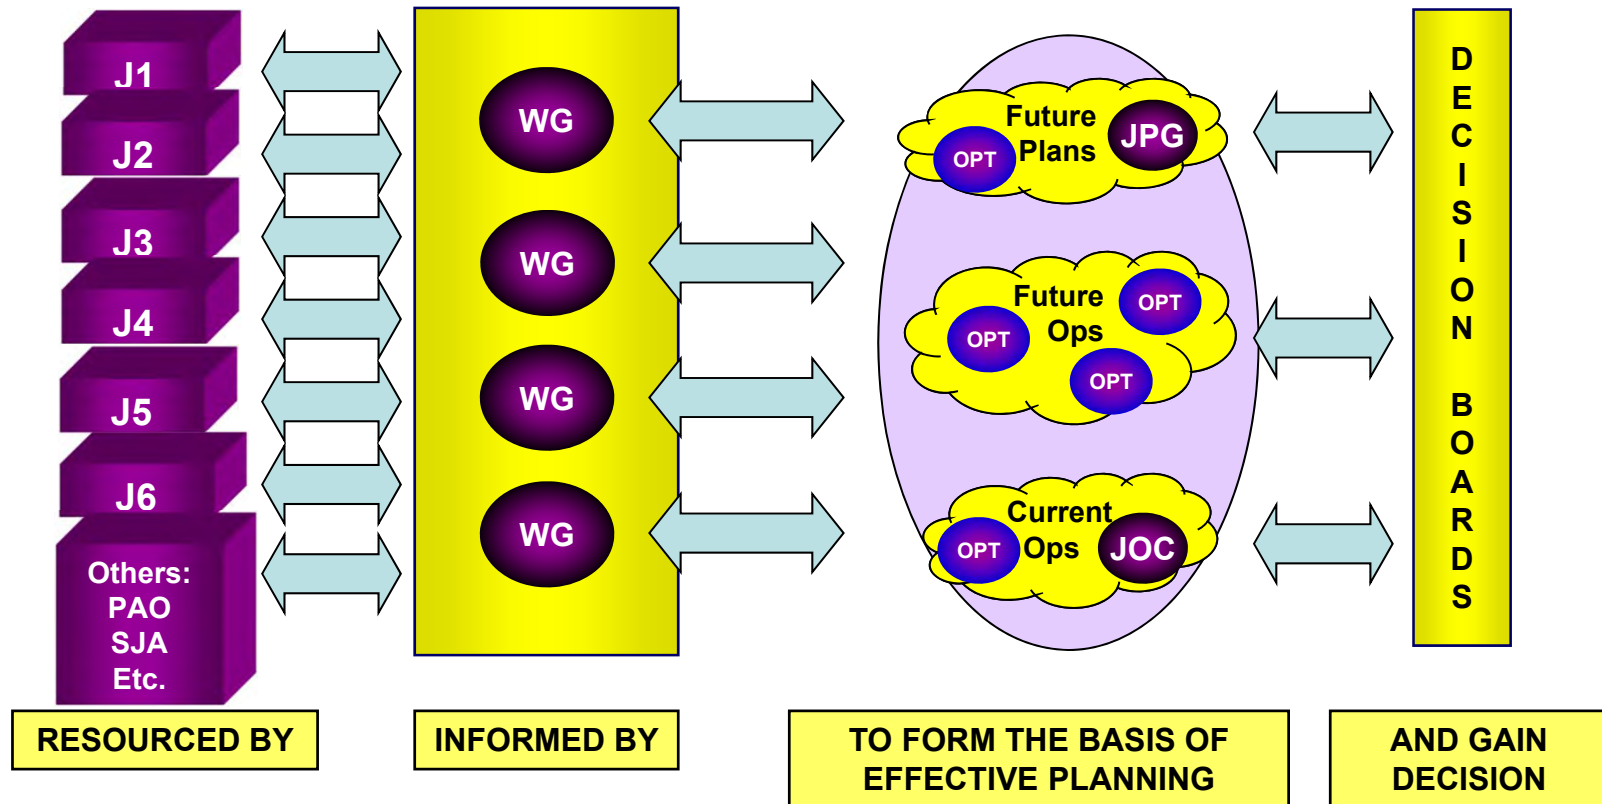 J1
J2
J3
J4
J5
J6
Others:
PAO
SJA
Etc.
RESOURCED BY
WG
WG
WG
WG
INFORMED BY
Future
Plans
OPT
JPG
Future
Ops
OPT
OPT
OPT
Current
Ops
OPT
JOC
TO FORM THE BASIS OF
EFFECTIVE PLANNING
D
E
C
I
S
I
O
N
B
O
A
R
D
S
AND GAIN
DECISION